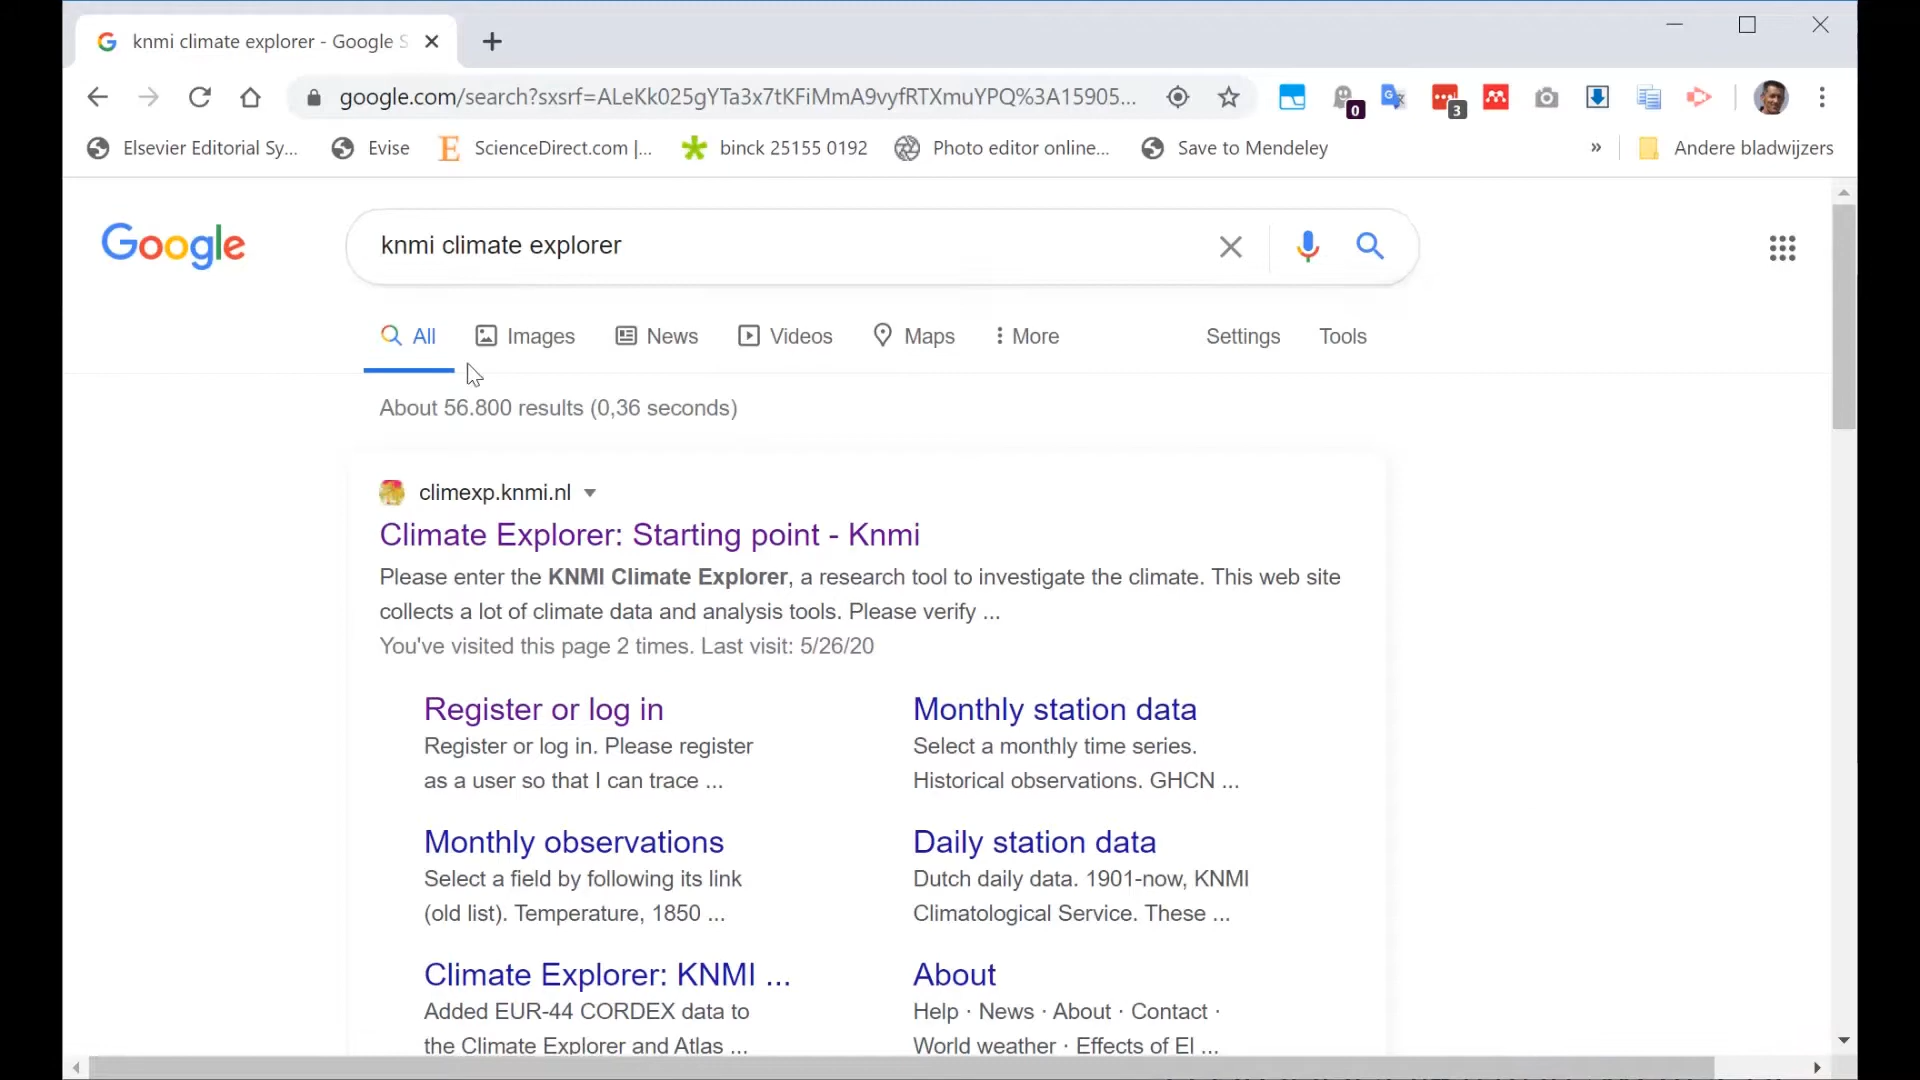 knmi climate explorer - Google S
google.com/search?sxsrf=ALeKk025gYTa3x7tKFiMmA9vyfRTXmuYPQ%3A15905...
0
3
Elsevier Editorial Sy...
Evise
ScienceDirect.com |...
binck 25155 0192
Photo editor online...
Save to Mendeley
»
Andere bladwijzers
Google
knmi climate explorer
All
Images
News
Videos
Maps
More
Settings
Tools
About 56.800 results (0,36 seconds)
climexp.knmi.nl
Climate Explorer: Starting point - Knmi
Please enter the KNMI Climate Explorer, a research tool to investigate the climate. This web site
collects a lot of climate data and analysis tools. Please verify ...
You've visited this page 2 times. Last visit: 5/26/20
Register or log in
Register or log in. Please register
as a user so that I can trace ...
Monthly station data
Select a monthly time series.
Historical observations. GHCN ...
Monthly observations
Select a field by following its link
(old list). Temperature, 1850 ...
Daily station data
Dutch daily data. 1901-now, KNMI
Climatological Service. These ...
Climate Explorer: KNMI ...
Added EUR-44 CORDEX data to
the Climate Explorer and Atlas ...
About
Help · News · About · Contact ·
World weather · Effects of El ...